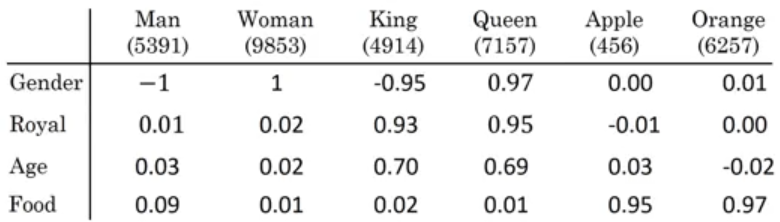 Man Woman King Queen Apple Orange
(5391) (9853) (4914) (7157) (456) (6257)
Gender −1 1 -0.95 0.97 0.00 0.01
Royal 0.01 0.02 0.93 0.95 -0.01 0.00
Age 0.03 0.02 0.70 0.69 0.03 -0.02
Food 0.09 0.01 0.02 0.01 0.95 0.97